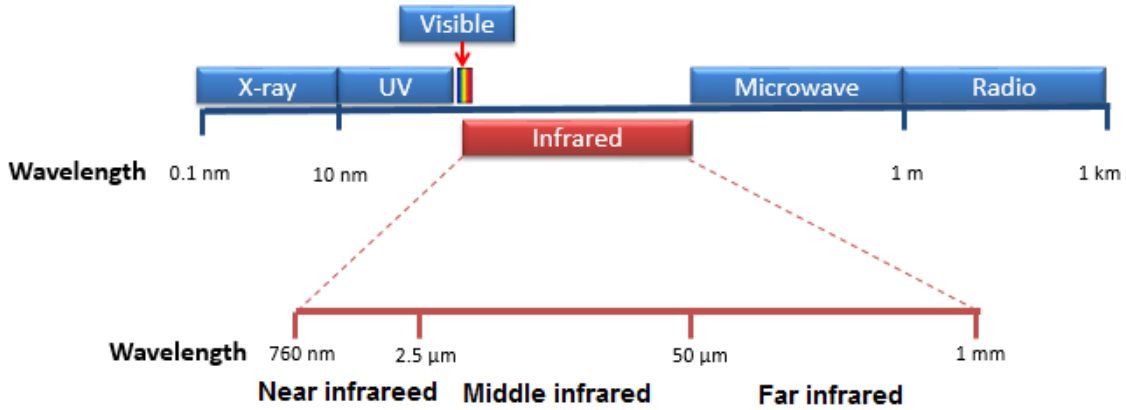 Visible
X-ray UV Microwave Radio
Infrared
Wavelength 0.1 nm 10 nm 1 m 1 km
Wavelength 760 nm 2.5 µm 50 µm 1 mm
Near infrareed Middle infrared Far infrared